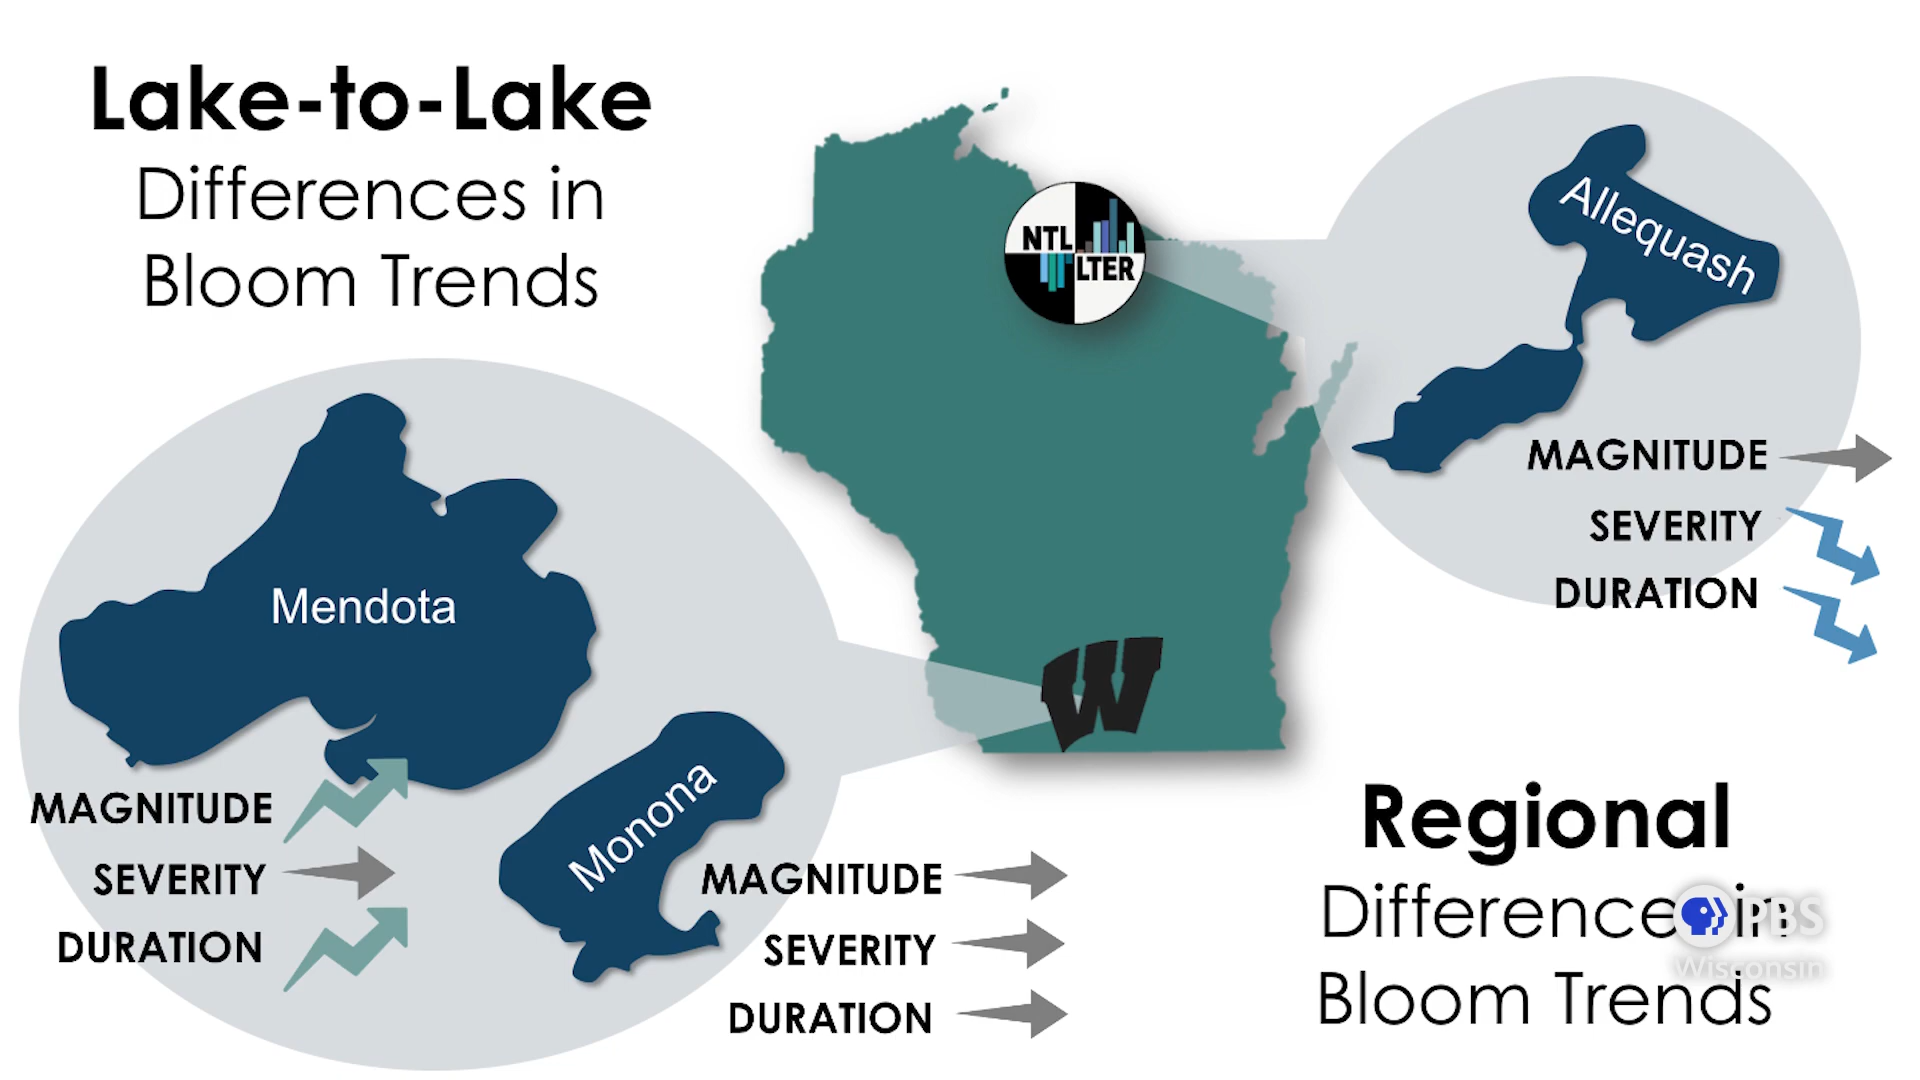 Lake-to-Lake
Differences in
Bloom Trends
NTL
LTER
Allequash
MAGNITUDE
SEVERITY
DURATION
Mendota
MAGNITUDE
SEVERITY
DURATION
W
Monona
MAGNITUDE
SEVERITY
DURATION
Regional
Difference in
Bloom Trends
PBS
Wisconsin